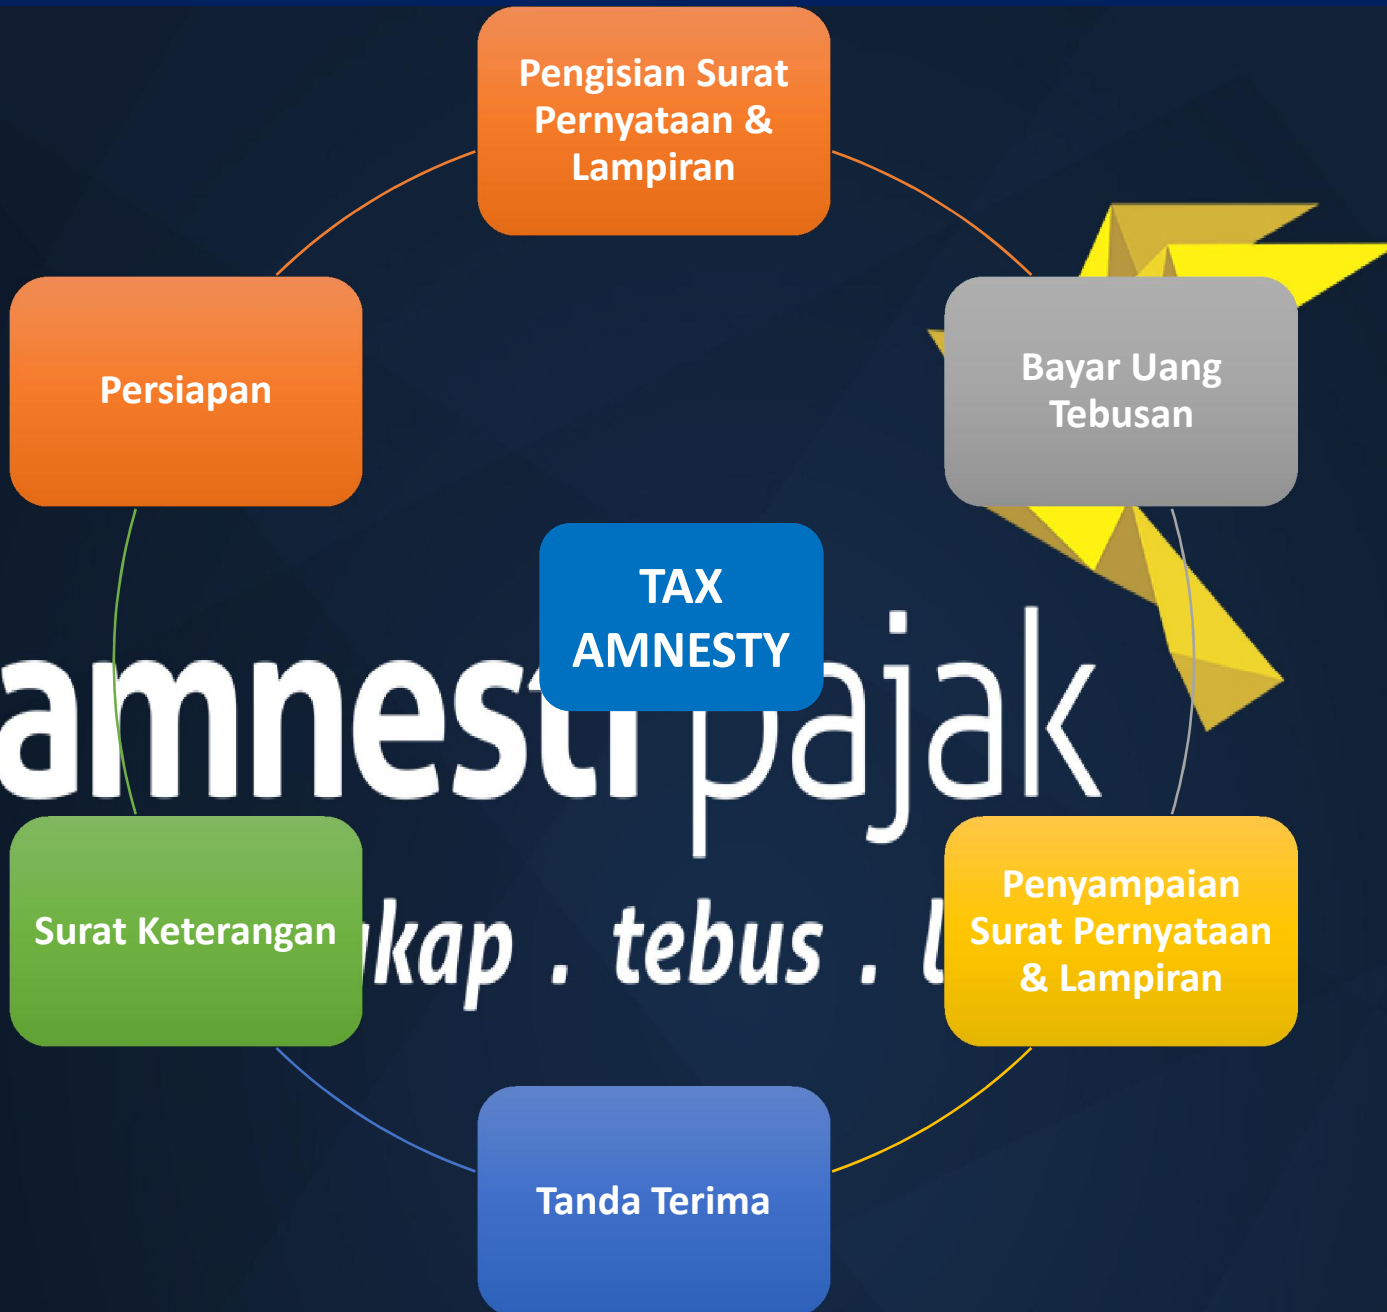 Pengisian Surat
Pernyataan &
Lampiran
Persiapan
Bayar Uang
Tebusan
TAX
AMNESTY
amnesti pajak
Surat Keterangan
tebus .
Penyampaian
Surat Pernyataan
& Lampiran
Tanda Terima